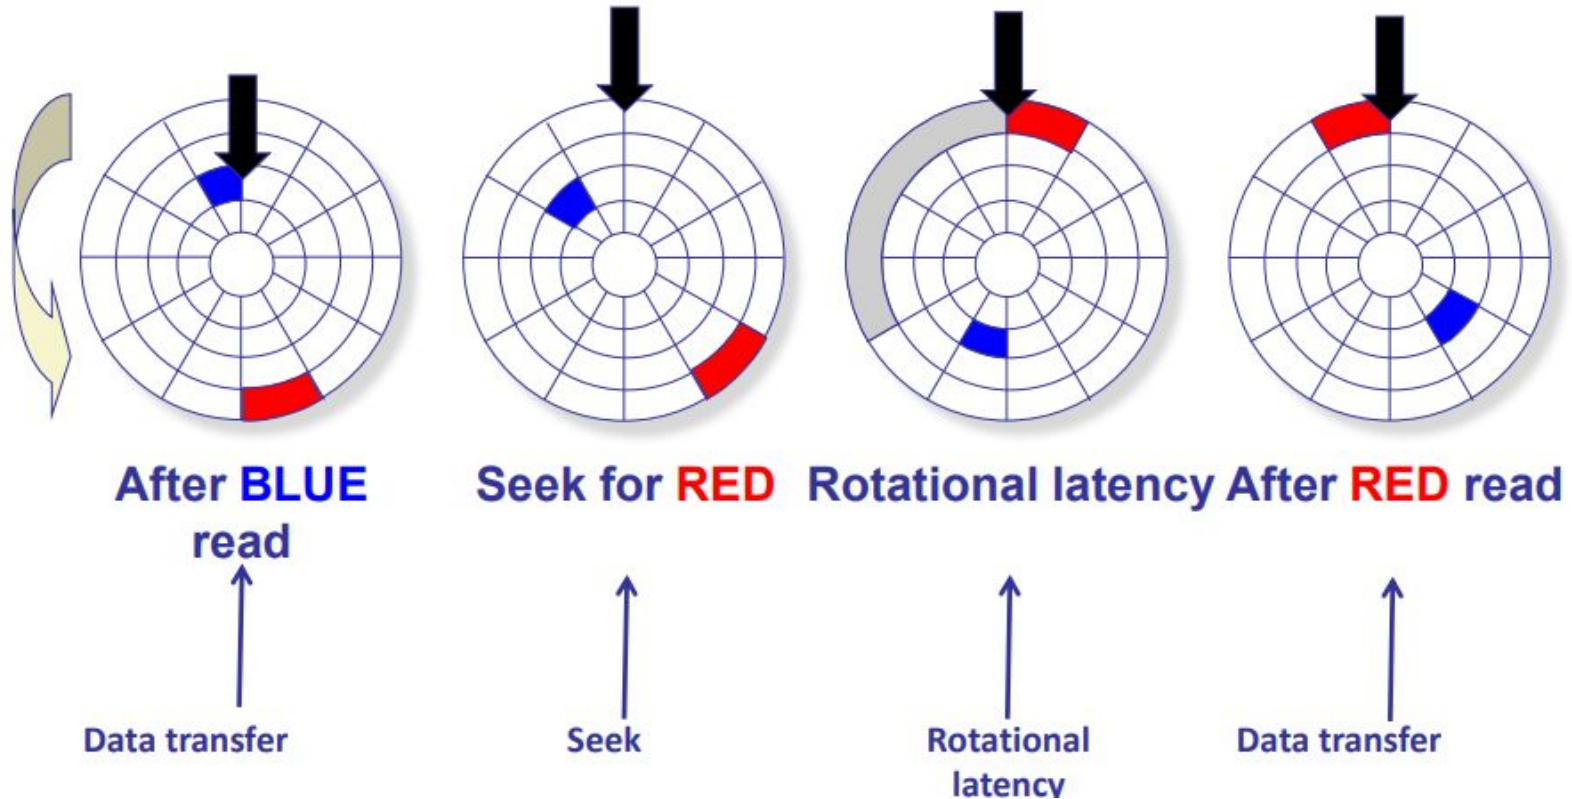 After BLUE
read
Seek for RED
Rotational latency
After RED read
Data transfer
Seek
Rotational
latency
Data transfer